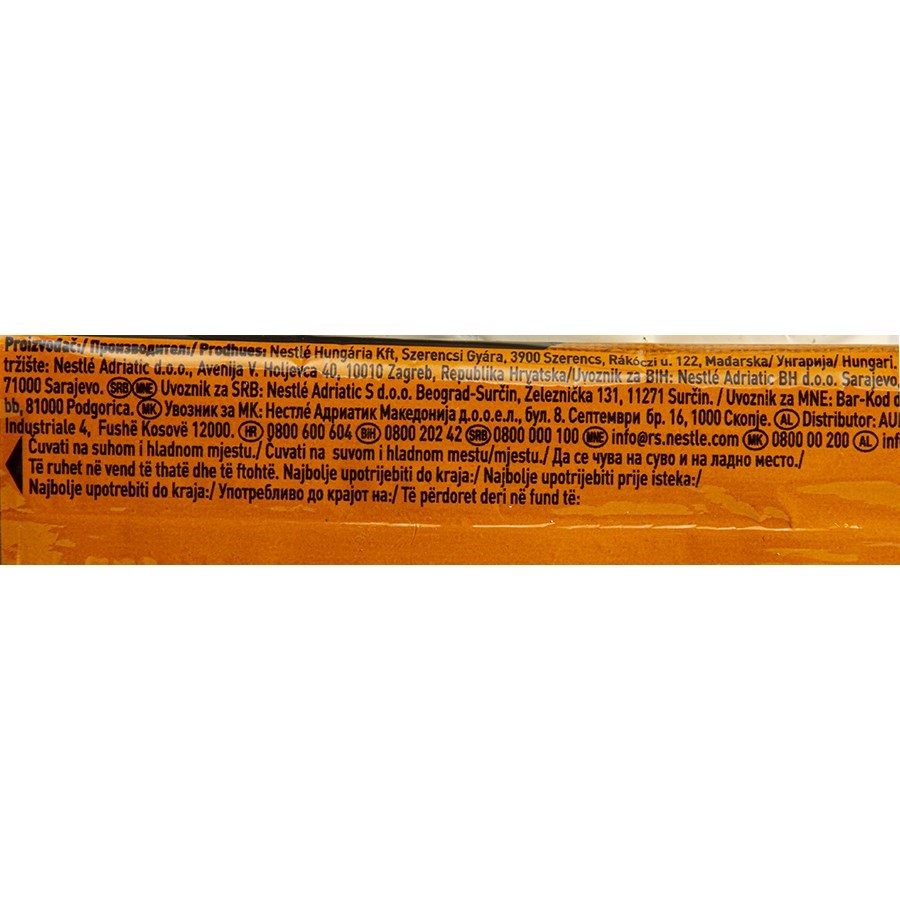 Proizvođač:/ Производител:/ Prodhues: Nestlé Hungária Kft, Szerencsi Gyára, 3900 Szerencs, Rákóczi u. 122, Mađarska/ Унгарија/ Hungari.
tržište: Nestlé Adriatic d.o.o., Avenija V. Holjevca 40, 10010 Zagreb, Republika Hrvatska/Uvoznik za BIH: Nestlé Adriatic BH d.o.o. Sarajevo,
71000 Sarajevo. SRB MNE Uvoznik za SRB: Nestlé Adriatic S d.o.o. Beograd-Surčin, Železnička 131, 11271 Surčin. / Uvoznik za MNE: Bar-Kod d
bb, 81000 Podgorica. MK Увозник за МК: Нестлé Адриатик Македонија д.о.о.е.л., бул. 8. Септември бр. 16, 1000 Скопје. AL Distributor: AU
Industriale 4, Fushë Kosovë 12000. HR 0800 600 604 BIH 0800 202 42 SRB 0800 000 100 MNE info@rs.nestle.com MK 0800 00 200 AL inf
Čuvati na suhom i hladnom mjestu./ Čuvati na suvom i hladnom mestu/mjestu./ Да се чува на суво и на ладно место./
Të ruhet në vend të thatë dhe të ftohtë. Najbolje upotrijebiti do kraja:/ Najbolje upotrijebiti prije isteka:/
Najbolje upotrebiti do kraja:/ Употребливо до крајот на:/ Të përdoret deri në fund të: